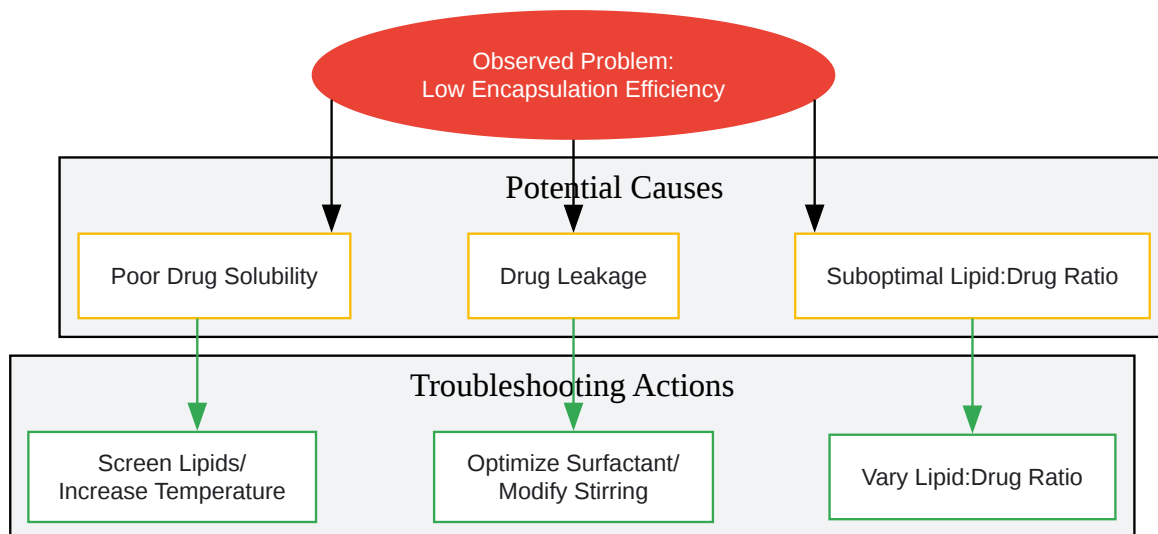 Observed Problem:
Low Encapsulation Efficiency
Potential Causes
Poor Drug Solubility
Drug Leakage
Suboptimal Lipid:Drug Ratio
Troubleshooting Actions
Screen Lipids/
Increase Temperature
Optimize Surfactant/
Modify Stirring
Vary Lipid:Drug Ratio